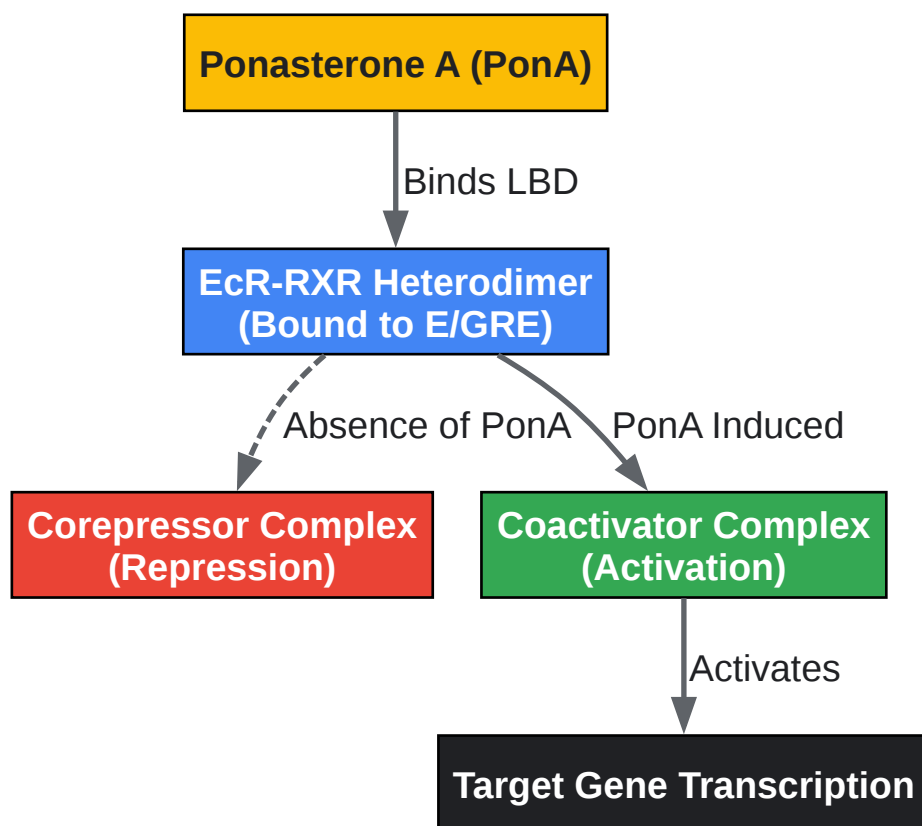 Ponasterone A (PonA)
Binds LBD
EcR-RXR Heterodimer
(Bound to E/GRE)
Absence of PonA
PonA Induced
Corepressor Complex
(Repression)
Coactivator Complex
(Activation)
Activates
Target Gene Transcription